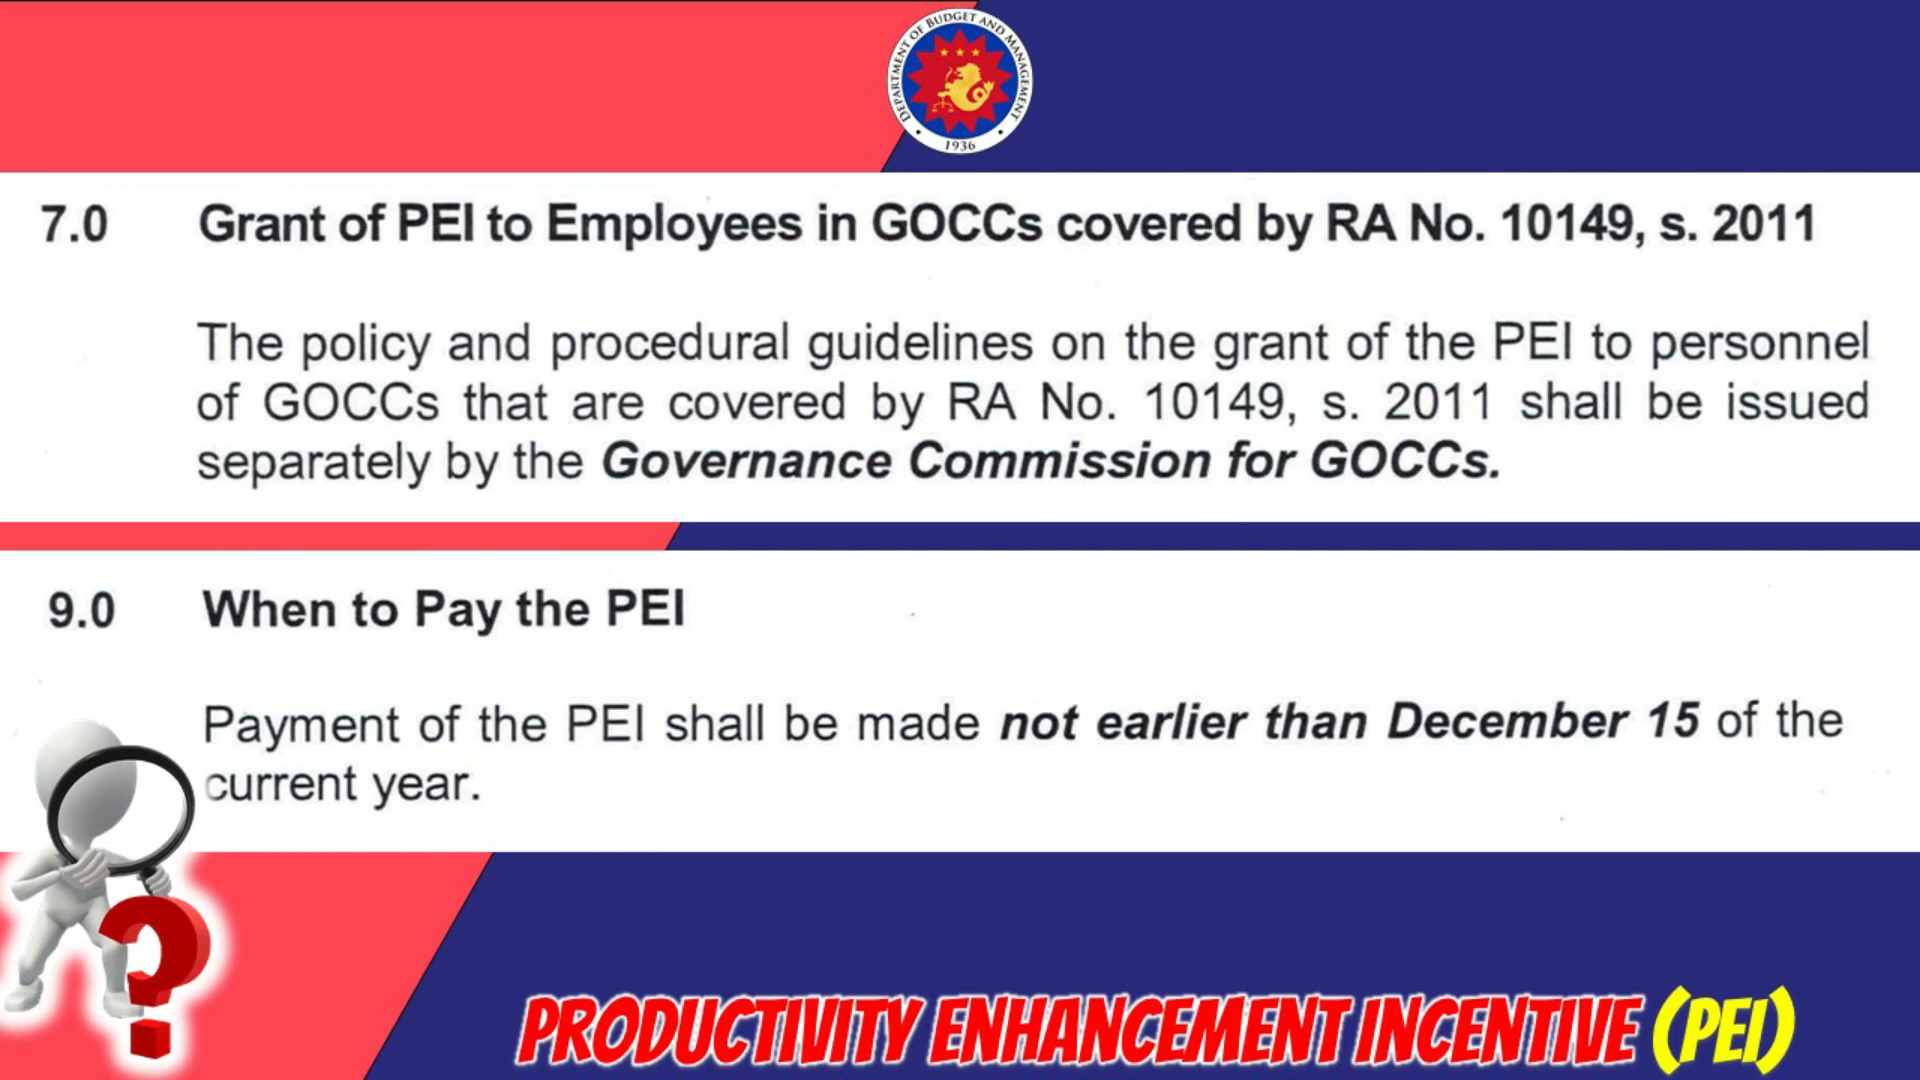 DEPARTMENT OF BUDGET AND MANAGEMENT
1936
7.0 Grant of PEI to Employees in GOCCs covered by RA No. 10149, s. 2011
The policy and procedural guidelines on the grant of the PEI to personnel
of GOCCs that are covered by RA No. 10149, s. 2011 shall be issued
separately by the Governance Commission for GOCCs.
9.0 When to Pay the PEI
Payment of the PEI shall be made not earlier than December 15 of the
current year.
PRODUCTIVITY ENHANCEMENT INCENTIVE (PEI)